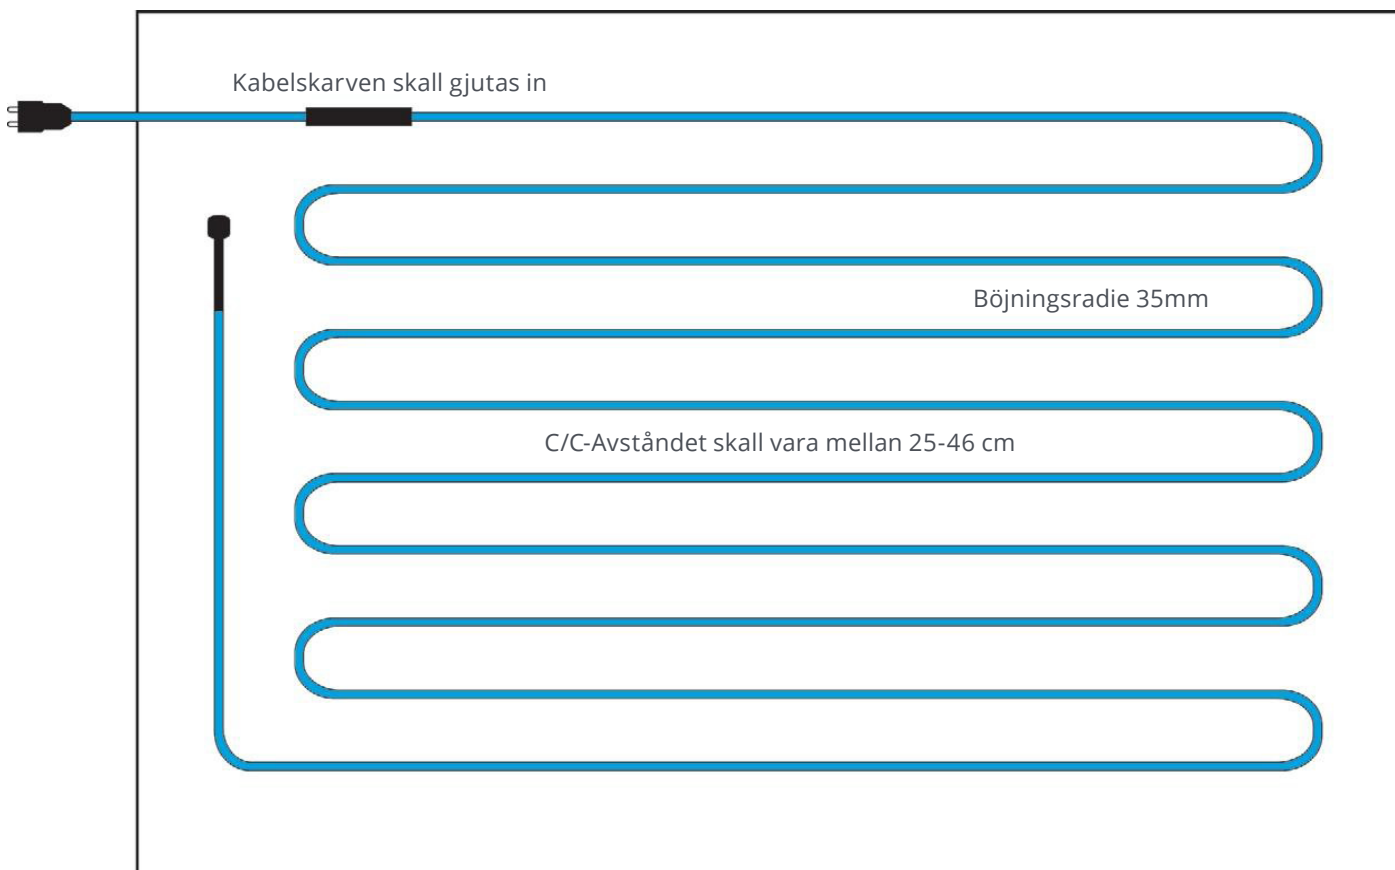 Kabelskarven skall gjutas in
Böjningsradie 35mm
C/C-Avståndet skall vara mellan 25-46 cm